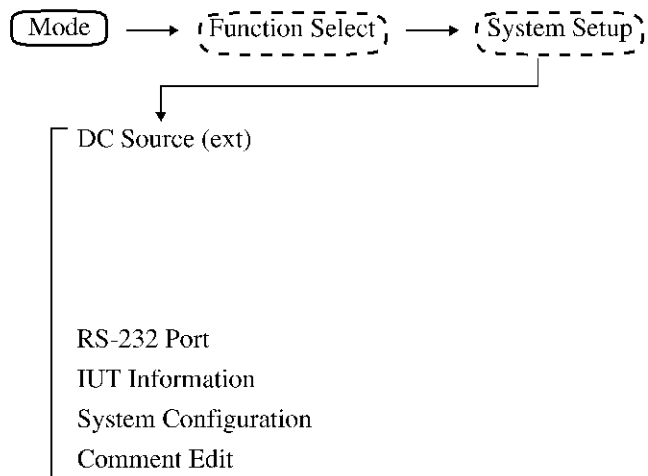 Mode Function Select System Setup
DC Source (ext)
RS-232 Port
IUT Information
System Configuration
Comment Edit